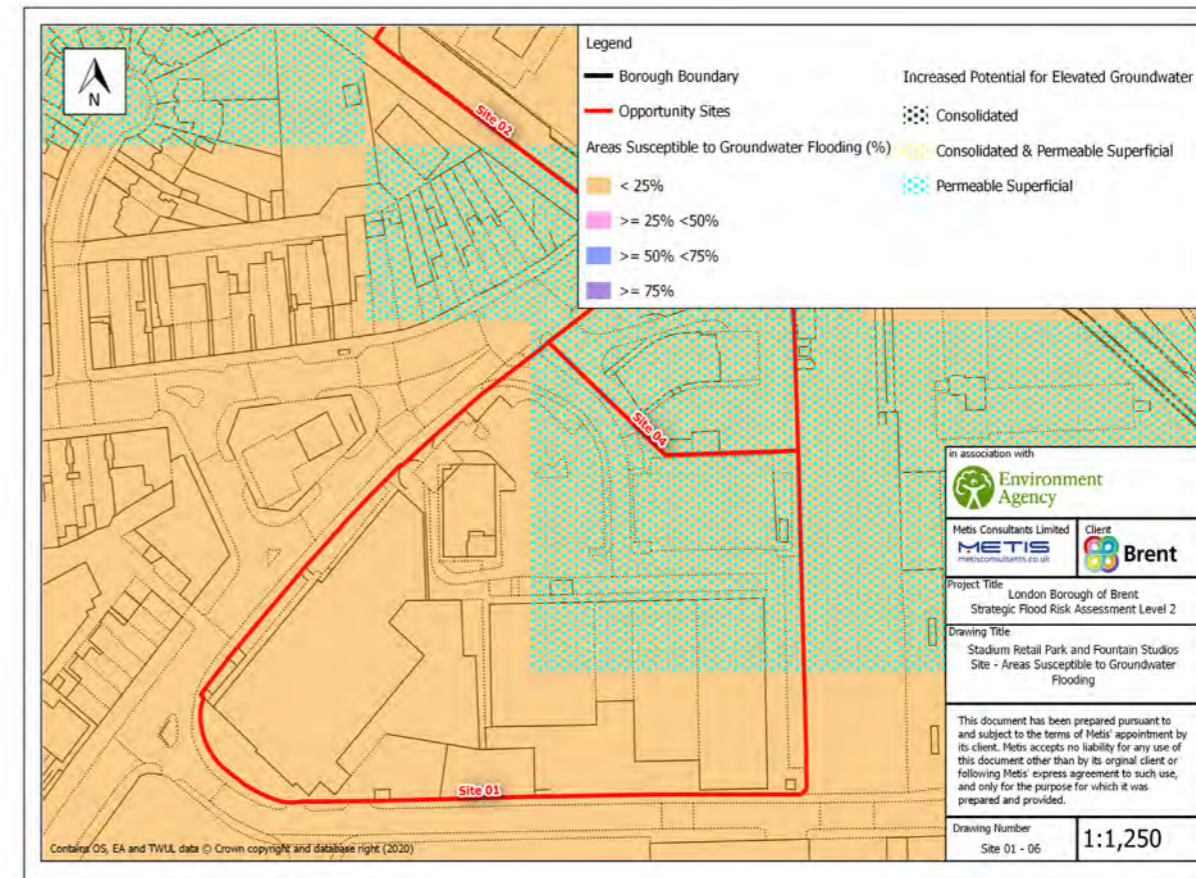 N
Site 02
Site 04
Site 01
Contains OS, EA and TWUL data © Crown copyright and database right (2020)
Legend
Borough Boundary
Opportunity Sites
Areas Susceptible to Groundwater Flooding (%)
< 25%
>= 25% <50%
>= 50% <75%
>= 75%
Increased Potential for Elevated Groundwater
Consolidated
Consolidated & Permeable Superficial
Permeable Superficial
in association with
Environment
Agency
Metis Consultants Limited
METIS
metisconsultants.co.uk
Client
Brent
Project Title
London Borough of Brent
Strategic Flood Risk Assessment Level 2
Drawing Title
Stadium Retail Park and Fountain Studios
Site - Areas Susceptible to Groundwater
Flooding
This document has been prepared pursuant to
and subject to the terms of Metis' appointment by
its client. Metis accepts no liability for any use of
this document other than by its orginal client or
following Metis' express agreement to such use,
and only for the purpose for which it was
prepared and provided.
Drawing Number
Site 01 - 06
1:1,250